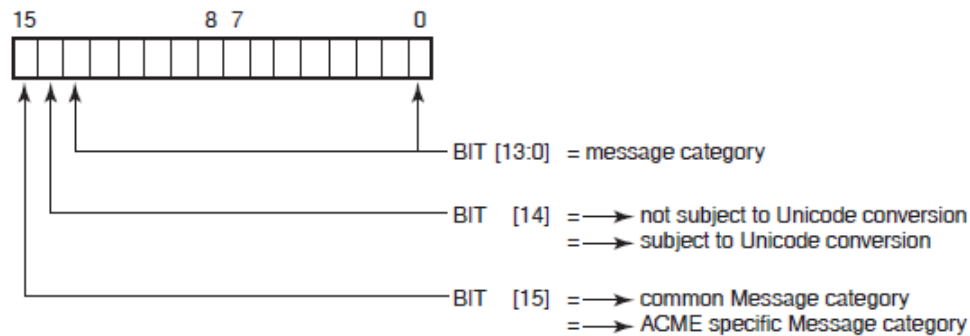 15 8 7 0
BIT [13:0] = message category
BIT [14] = not subject to Unicode conversion
= subject to Unicode conversion
BIT [15] = common Message category
= ACME specific Message category